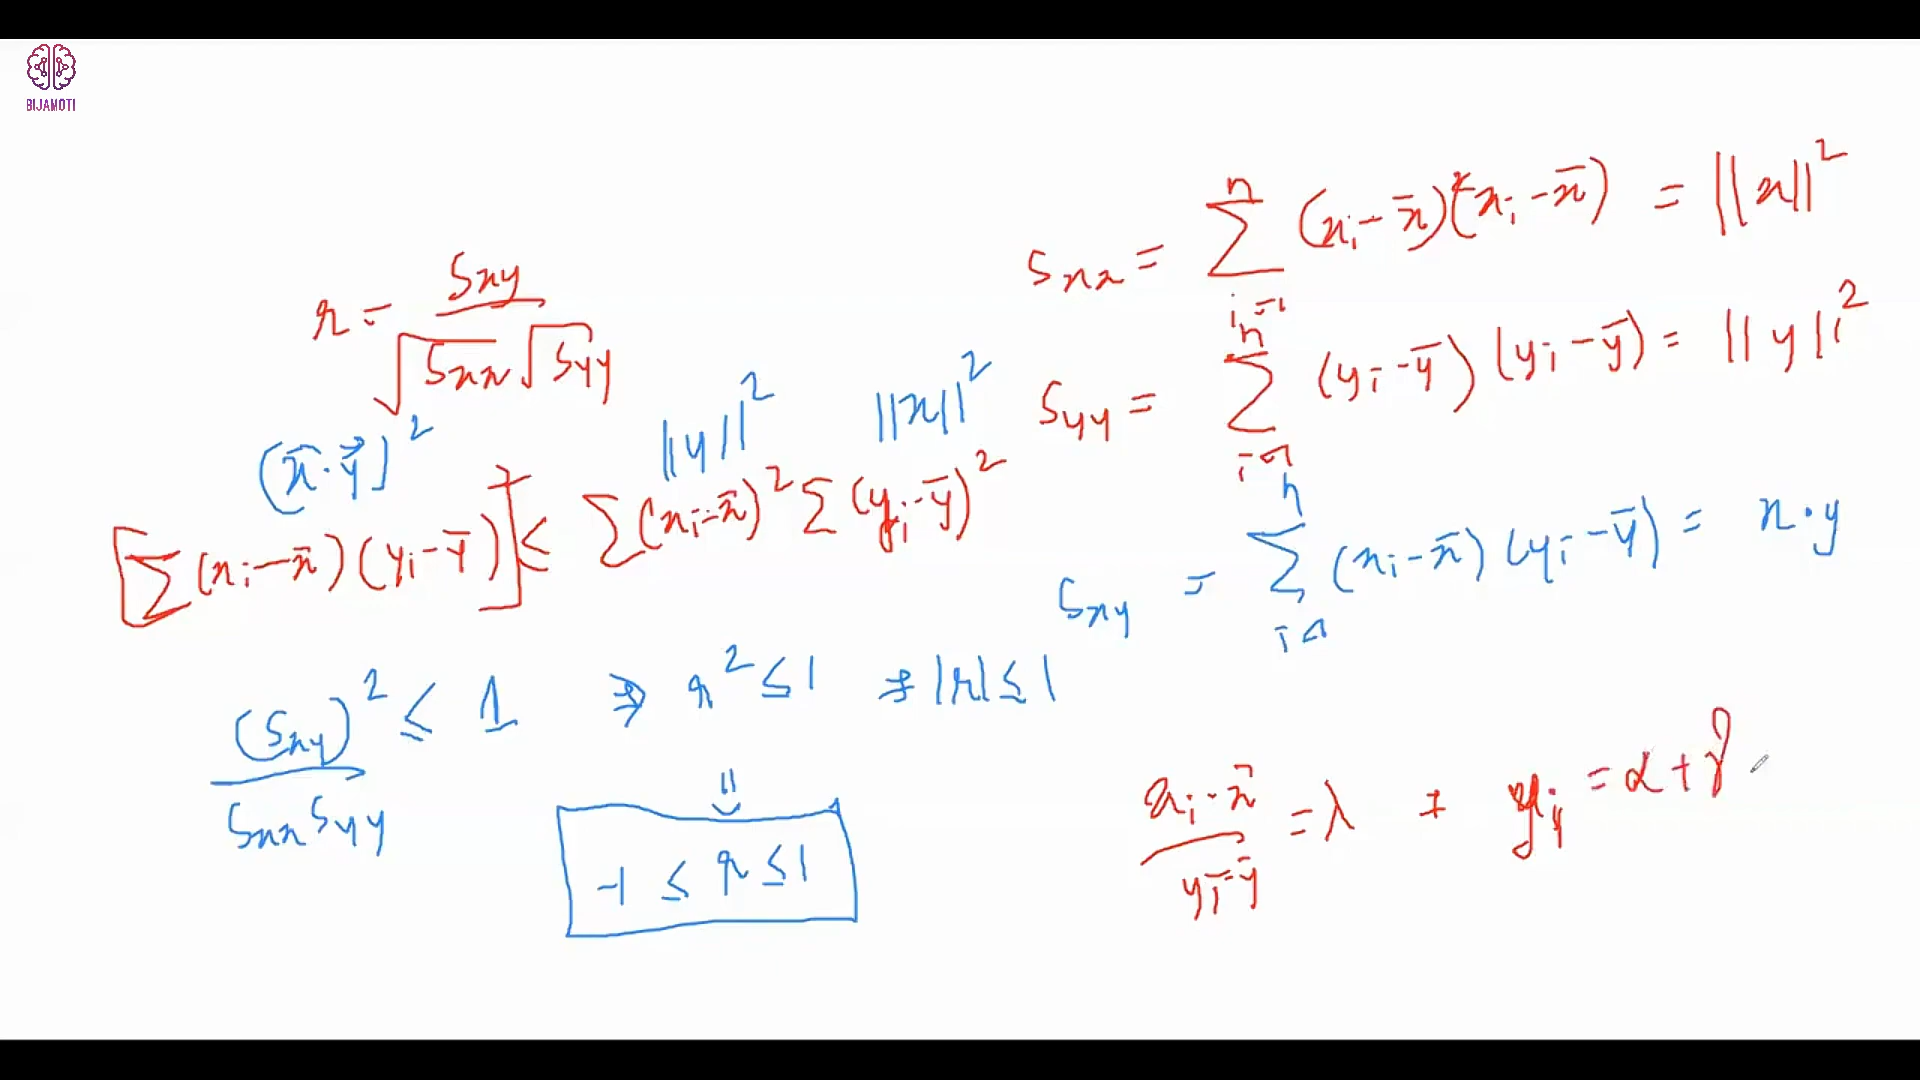 BIJAMOTI
r = Sxy / √Sxx √Syy
(x̄·y⃗)²
||y||² ||x||²
[Σ(xi-x̄)(yi-ȳ)]² ≤ Σ(xi-x̄)² Σ(yi-ȳ)²
(Sxy)² / Sxx Syy ≤ 1 ⇒ r² ≤ 1 ⇒ |r| ≤ 1
-1 ≤ r ≤ 1
Sxx = Σ_{i=1}^{n} (xi-x̄)(xi-x̄) = ||x||²
Syy = Σ_{i=1}^{n} (yi-ȳ)(yi-ȳ) = ||y||²
Sxy = Σ_{i=1}^{n} (xi-x̄)(yi-ȳ) = x·y
xi-x̄ / yi-ȳ = λ ⇒ yi = α +